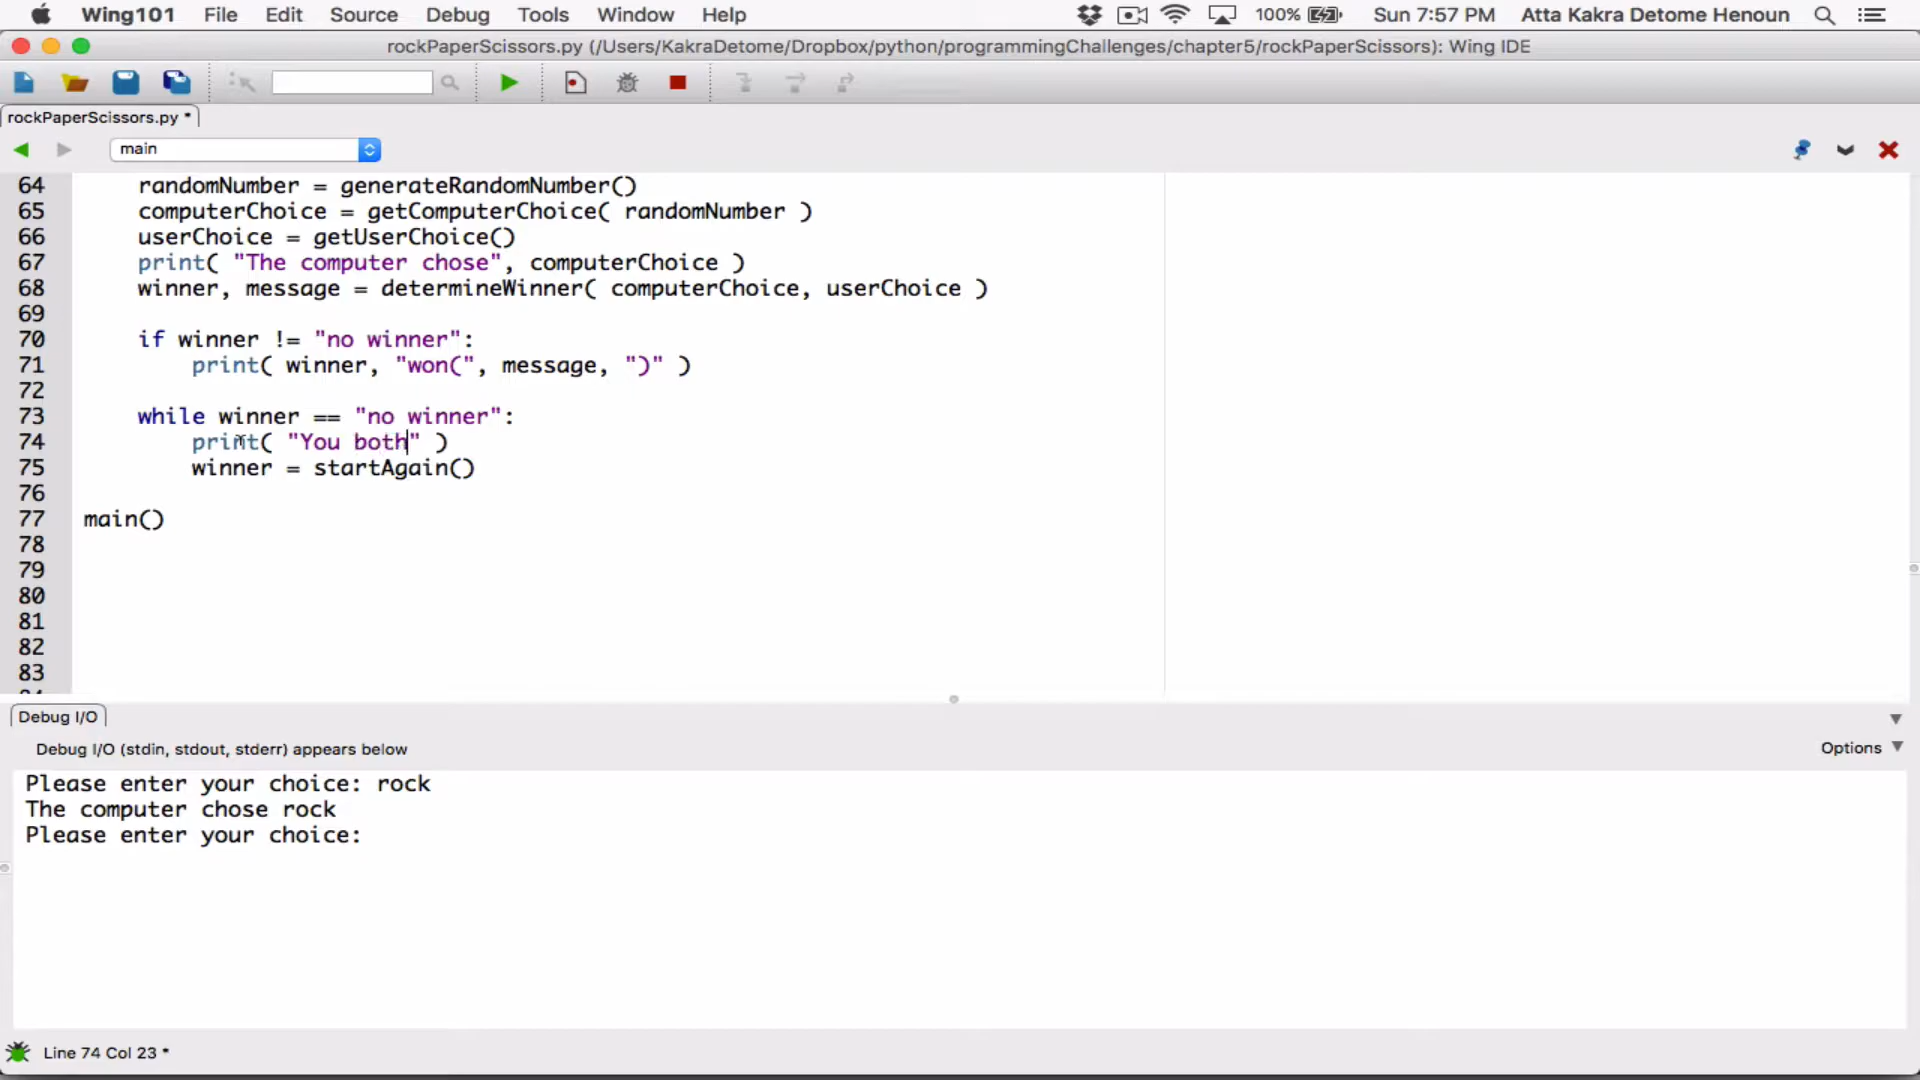 Wing101 File Edit Source Debug Tools Window Help 100% Sun 7:57 PM Atta Kakra Detome Henoun
rockPaperScissors.py (/Users/KakraDetome/Dropbox/python/programmingChallenges/chapter5/rockPaperScissors): Wing IDE
rockPaperScissors.py *
main
64 randomNumber = generateRandomNumber()
65 computerChoice = getComputerChoice( randomNumber )
66 userChoice = getUserChoice()
67 print( "The computer chose", computerChoice )
68 winner, message = determineWinner( computerChoice, userChoice )
69
70 if winner != "no winner":
71 print( winner, "won(", message, ")" )
72
73 while winner == "no winner":
74 print( "You both" )
75 winner = startAgain()
76
77 main()
78
79
80
81
82
83
Debug I/O
Debug I/O (stdin, stdout, stderr) appears below Options
Please enter your choice: rock
The computer chose rock
Please enter your choice:
Line 74 Col 23 *